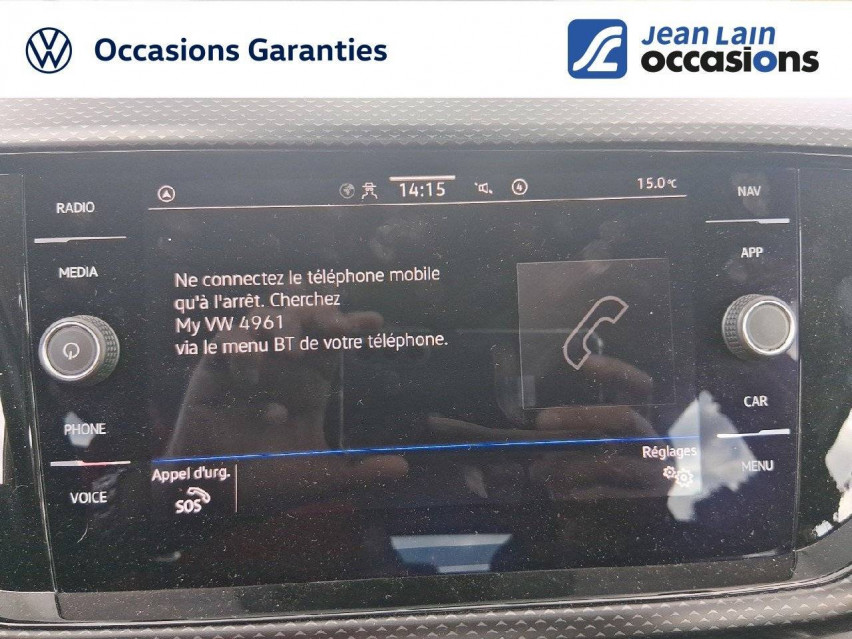 Occasions Garanties
Jean Lain
occasions
RADIO
MEDIA
PHONE
VOICE
14:15
4
15.0°C
Ne connectez le téléphone mobile
qu'à l'arrêt. Cherchez
My VW 4961
via le menu BT de votre téléphone.
Appel d'urg.
SOS
Réglages
NAV
APP
CAR
MENU